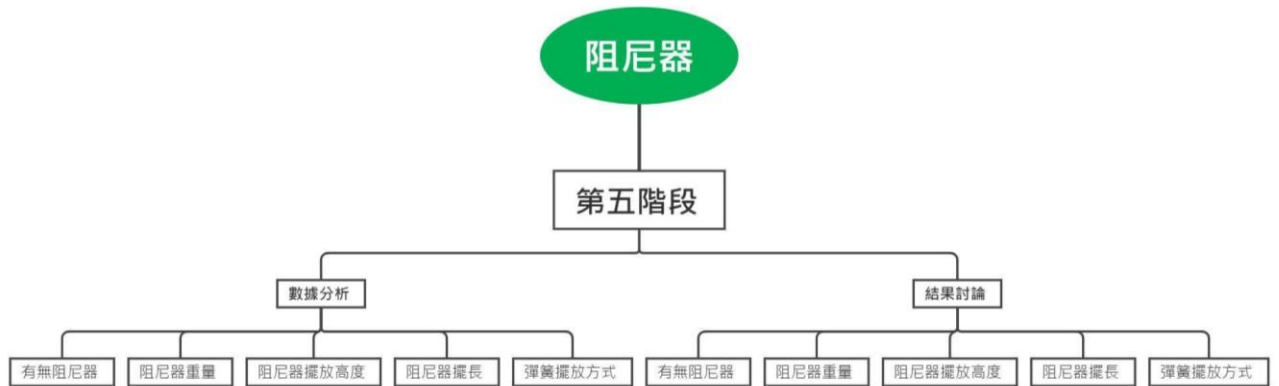 阻尼器
第五階段
數據分析
結果討論
有無阻尼器
阻尼器重量
阻尼器擺放高度
阻尼器擺長
彈簧擺放方式
有無阻尼器
阻尼器重量
阻尼器擺放高度
阻尼器擺長
彈簧擺放方式